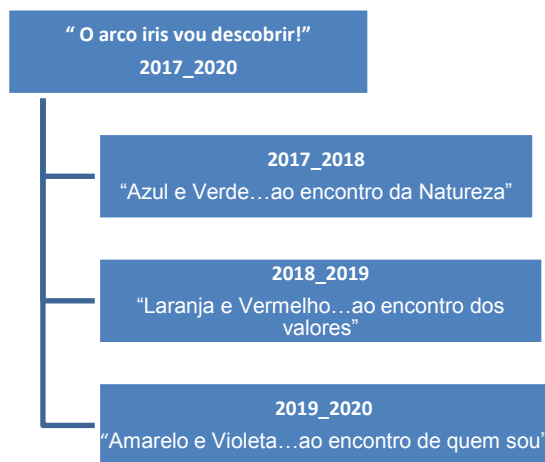 “ O arco iris vou descobrir!”
2017_2020
2017_2018
“Azul e Verde…ao encontro da Natureza”
2018_2019
“Laranja e Vermelho…ao encontro dos
valores”
2019_2020
“Amarelo e Violeta…ao encontro de quem sou”